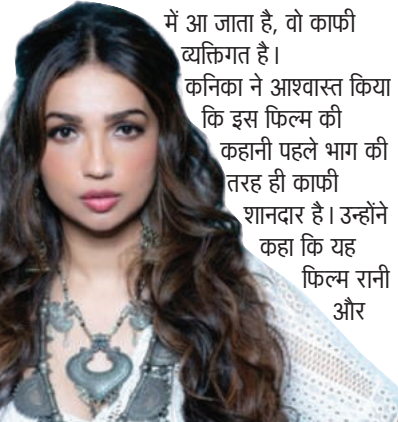 में आ जाता है, वो काफी
व्यक्तिगत है।
कनिका ने आश्वास्त किया
कि इस फिल्म की
कहानी पहले भाग की
तरह ही काफी
शानदार है। उन्होंने
कहा कि यह
फिल्म रानी
और